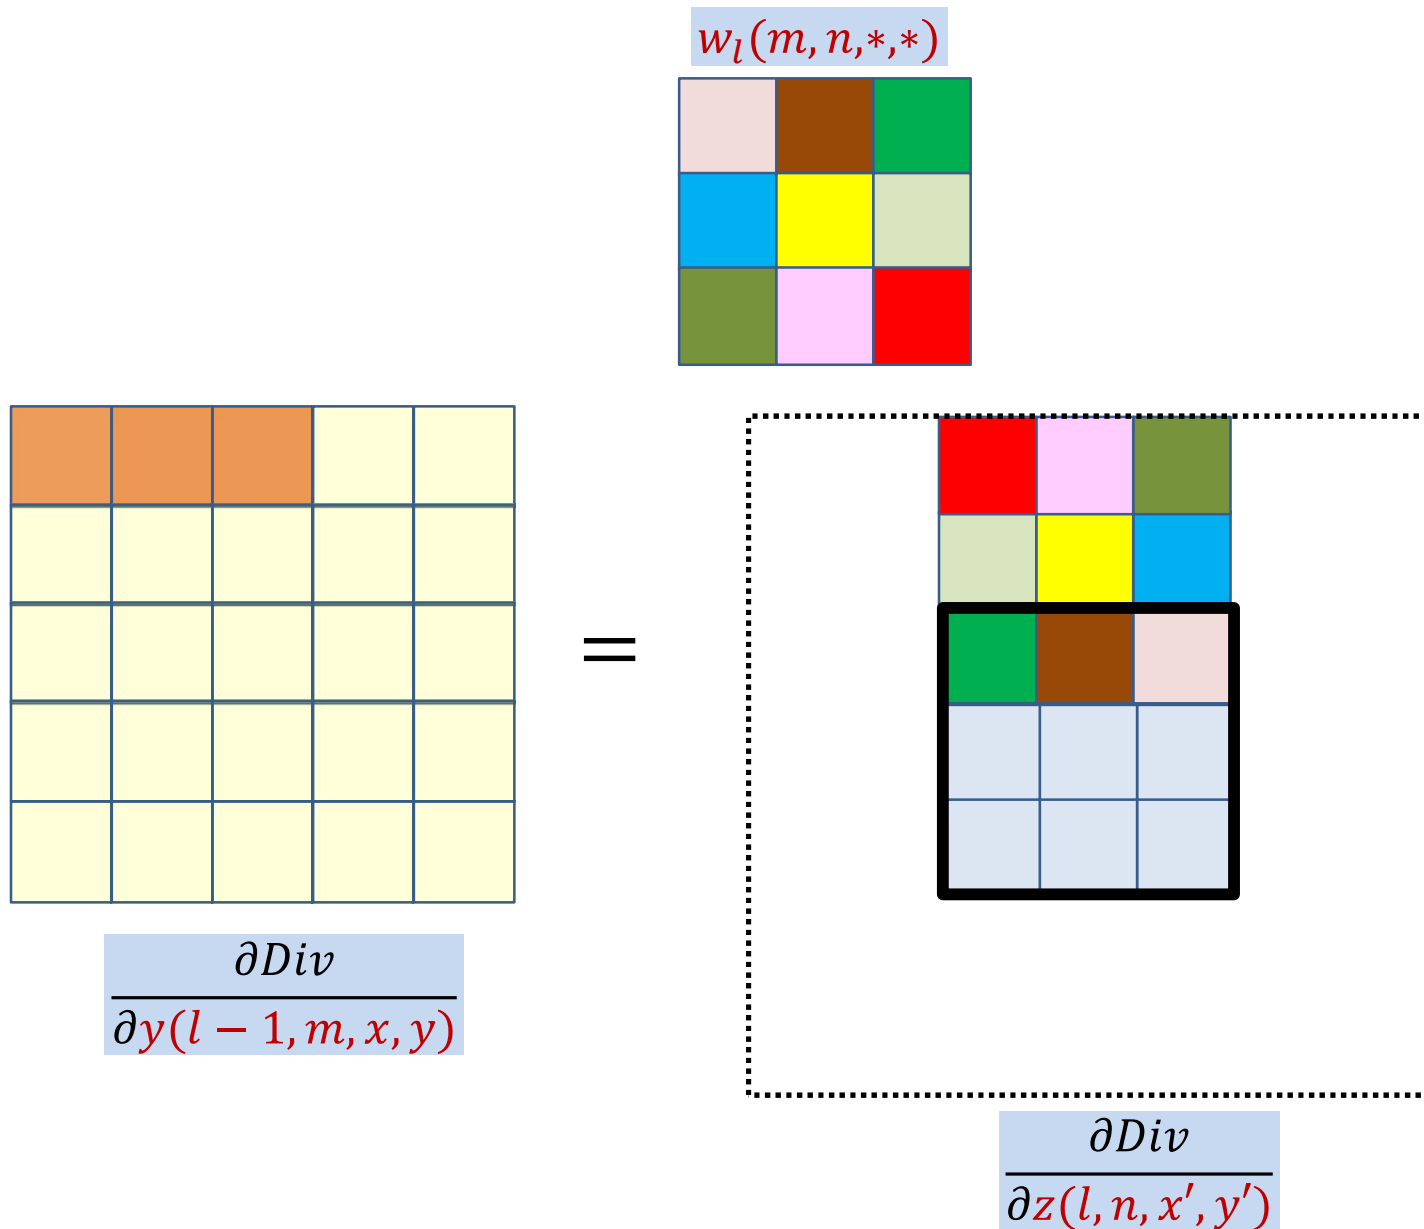 w_l(m, n,∗,∗)
=
∂Div
∂y(l − 1, m, x, y)
∂Div
∂z(l, n, x′, y′)